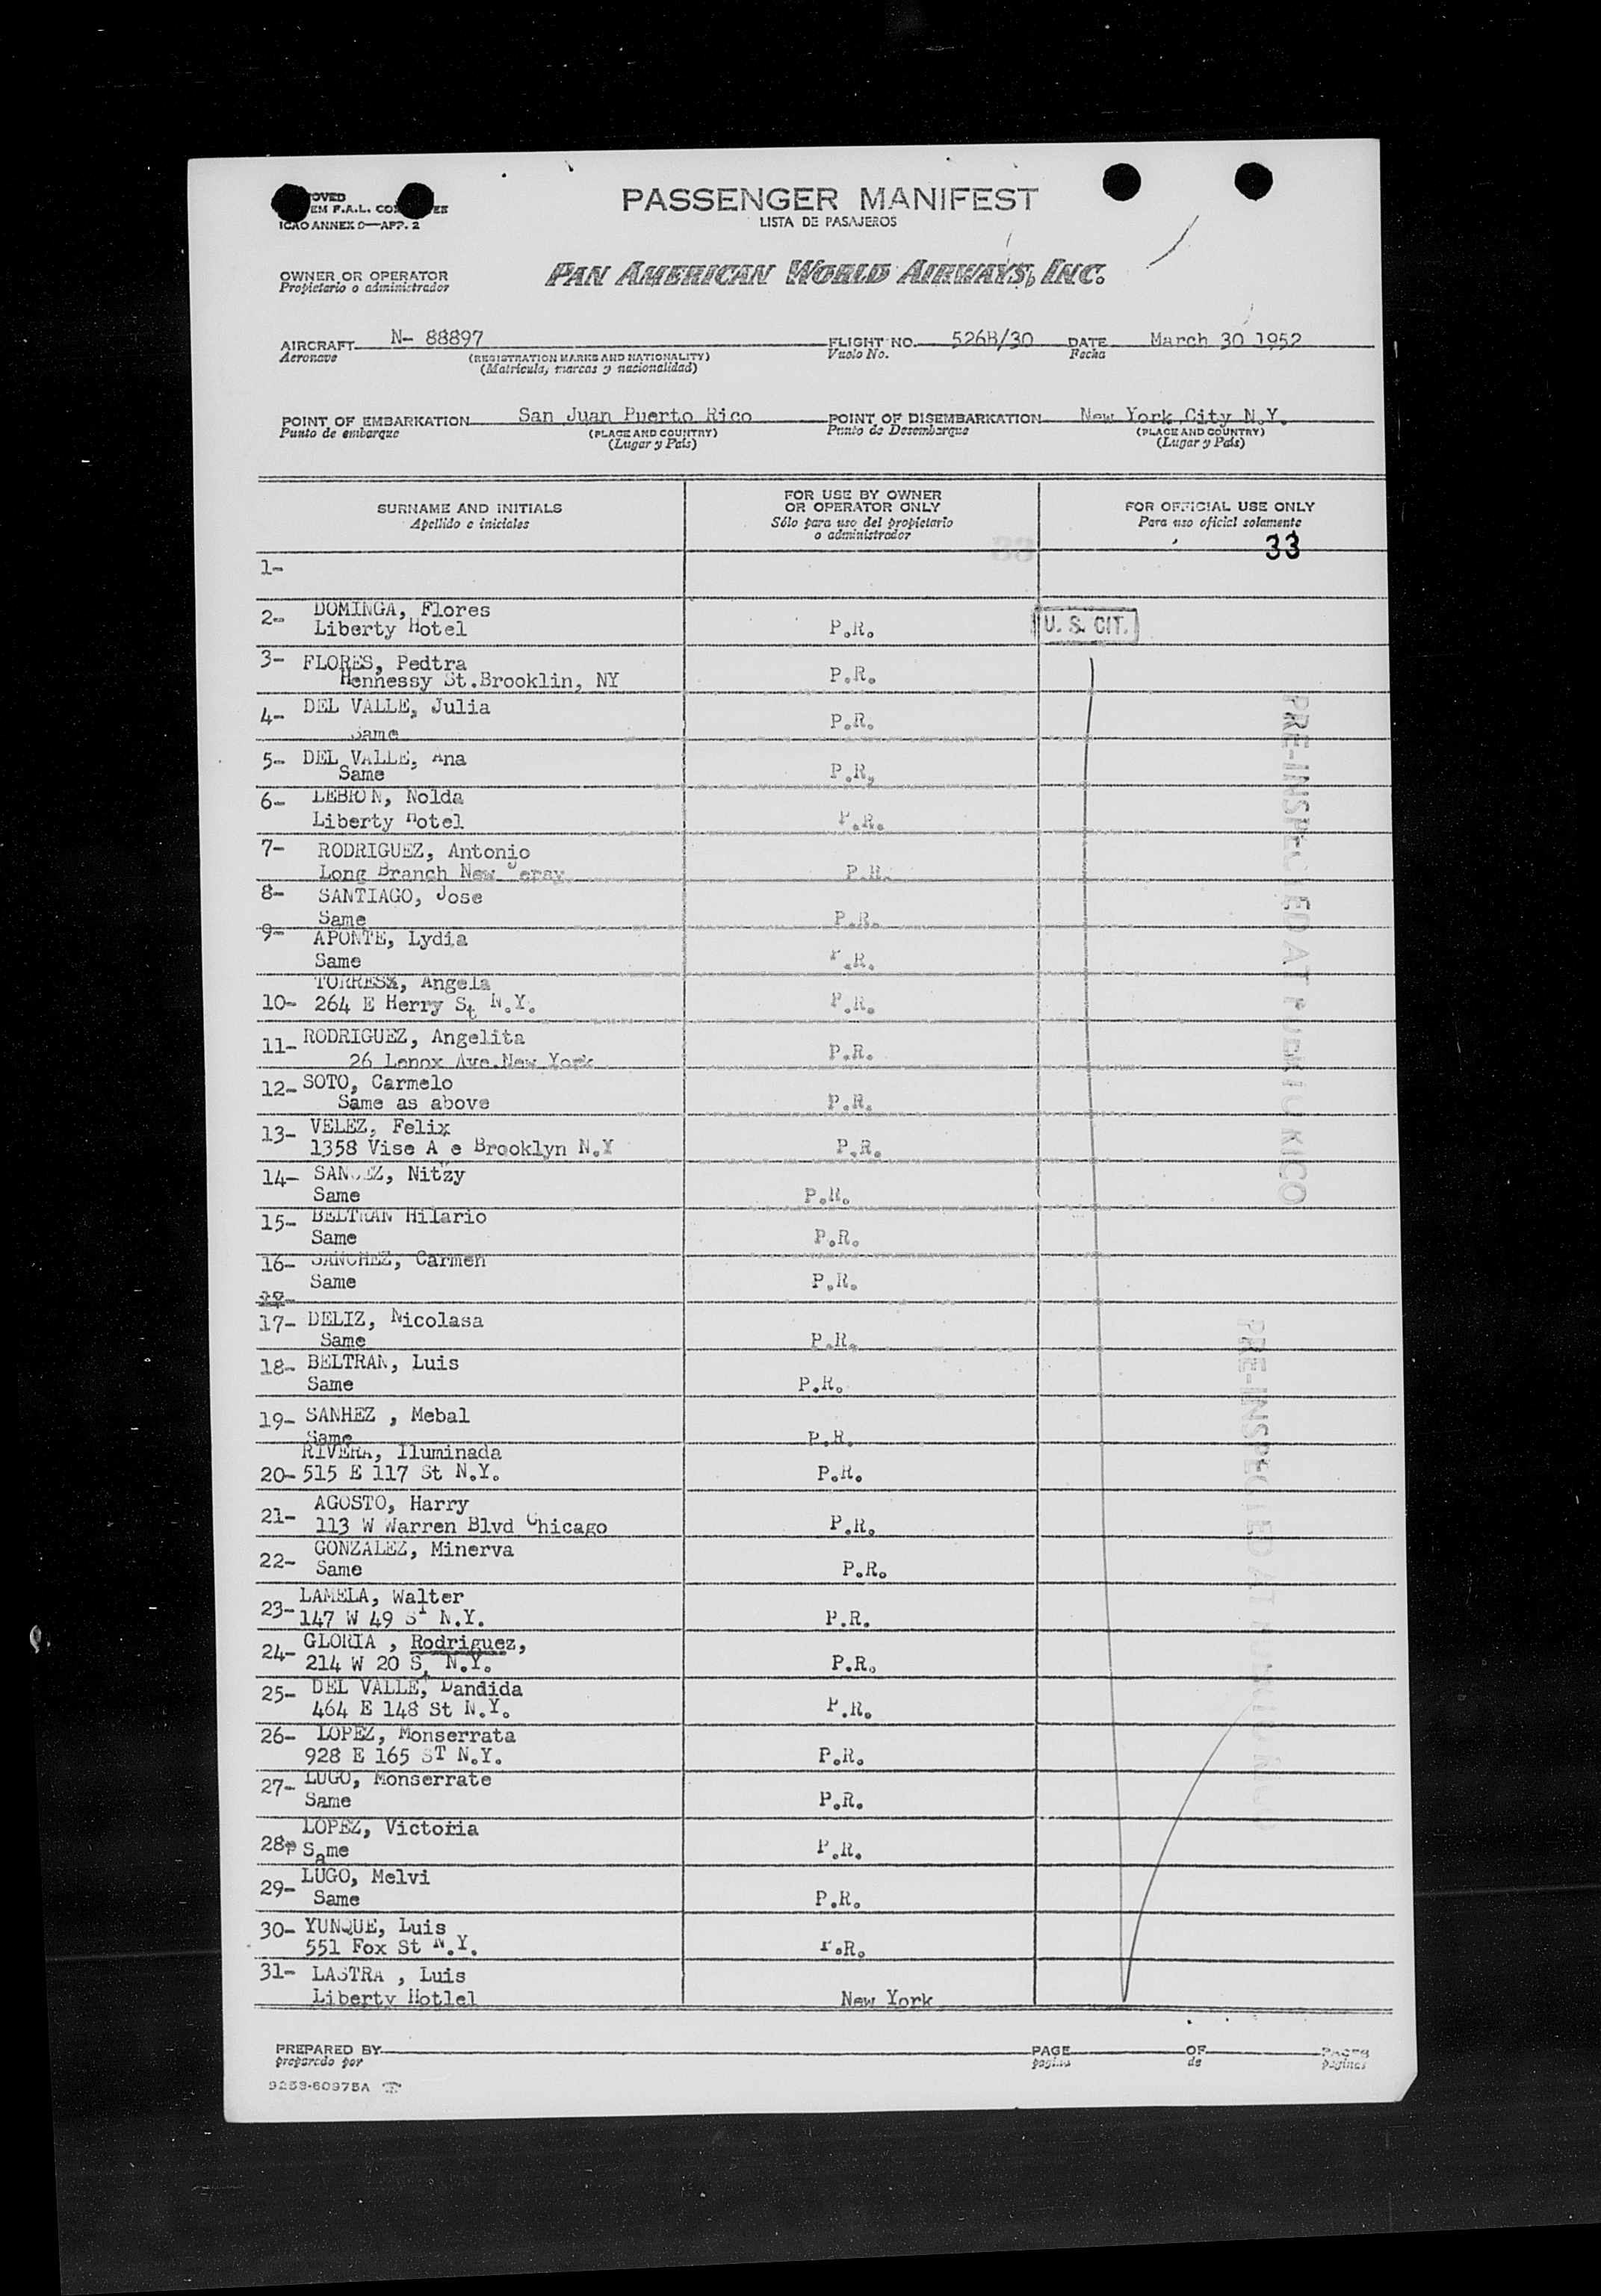 PASSENGER MANIFEST
LISTA DE PASAJEROS
ICAO ANNEX 9—APP. 2
OWNER OR OPERATOR
Propietario o administrador
PAN AMERICAN WORLD AIRWAYS, INC.
AIRCRAFT N- 88897 FLIGHT NO. 526B/30 DATE March 30 1952
Aeronave (REGISTRATION MARKS AND NATIONALITY) Vuelo No. Fecha
(Matricula, marcas y nacionalidad)
POINT OF EMBARKATION San Juan Puerto Rico POINT OF DISEMBARKATION New York City N.Y.
Punto de embarque (PLACE AND COUNTRY) Punto de Desembarque (PLACE AND COUNTRY)
(Lugar y País) (Lugar y País)
SURNAME AND INITIALS
Apellido e iniciales
FOR USE BY OWNER
OR OPERATOR ONLY
Sólo para uso del propietario
o administrador
FOR OFFICIAL USE ONLY
Para uso oficial solamente
33
1-
2- DOMINGA, Flores
Liberty Hotel P.R. U. S. CIT.
3- FLORES, Pedtra
Hennessy St.Brooklin, NY P.R.
4- DEL VALLE, Julia
Same P.R.
5- DEL VALLE, Ana
Same P.R,
6- LEBRON, Nolda
Liberty Hotel P.R.
7- RODRIGUEZ, Antonio
Long Branch New Jersy P.R.
8- SANTIAGO, Jose
Same P.R.
9- APONTE, Lydia
Same P.R.
TORRESX, Angela
10- 264 E Herry St N.Y. P.R.
11- RODRIGUEZ, Angelita
26 Lenox Ave.New York P.R.
12- SOTO, Carmelo
Same as above P.R.
13- VELEZ, Felix
1358 Vise A e Brooklyn N.Y P.R.
14- Nitzy
Same P.R.
15- BELTRAN Hilario
Same P.R.
16- SANCHEZ, Carmen
Same P.R.
17- DELIZ, Nicolasa
Same P.R.
18- BELTRAN, Luis
Same P.R.
19- SANHEZ , Mebal
Same P.R.
RIVERA, Iluminada
20- 515 E 117 St N.Y. P.R.
21- AGOSTO, Harry
113 W Warren Blvd Chicago P.R.
22- GONZALEZ, Minerva
Same P.R.
23- LAMELA, Walter
147 W 49 St N.Y. P.R.
24- GLORIA , Rodriguez,
214 W 20 St N.Y. P.R.
25- DEL VALLE, Dandida
464 E 148 St N.Y. P.R.
26- LOPEZ, Monserrata
928 E 165 ST N.Y. P.R.
27- LUGO, Monserrate
Same P.R.
LOPEZ, Victoria
28- Same P.R.
29- LUGO, Melvi
Same P.R.
30- YUNQUE, Luis
551 Fox St N.Y. P.R.
31- LASTRA , Luis
Liberty Hotlel New York
PRE-INSPECTED AT PUERTO RICO
PRE-INSPECTED AT PUERTO RICO
PREPARED BY PAGE OF PAGES
preparado por pagina de paginas
9253-60975A